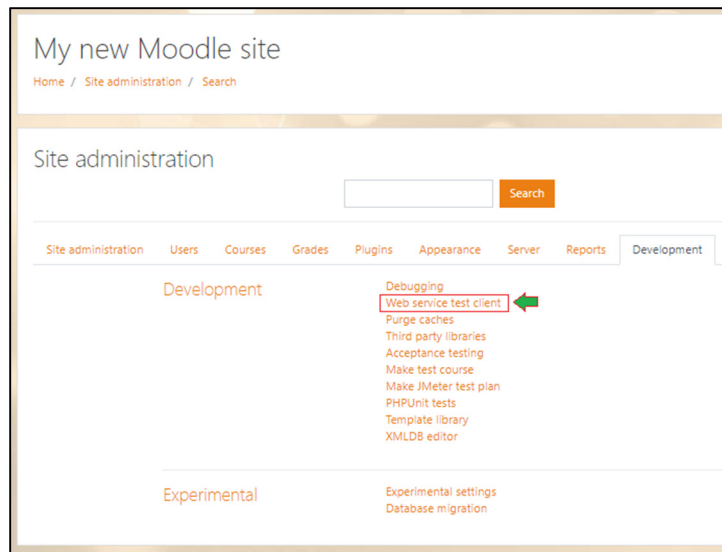 My new Moodle site
Home / Site administration / Search
Site administration
Search
Site administration Users Courses Grades Plugins Appearance Server Reports Development
Development
Debugging
Web service test client
Purge caches
Third party libraries
Acceptance testing
Make test course
Make JMeter test plan
PHPUnit tests
Template library
XMLDB editor
Experimental
Experimental settings
Database migration